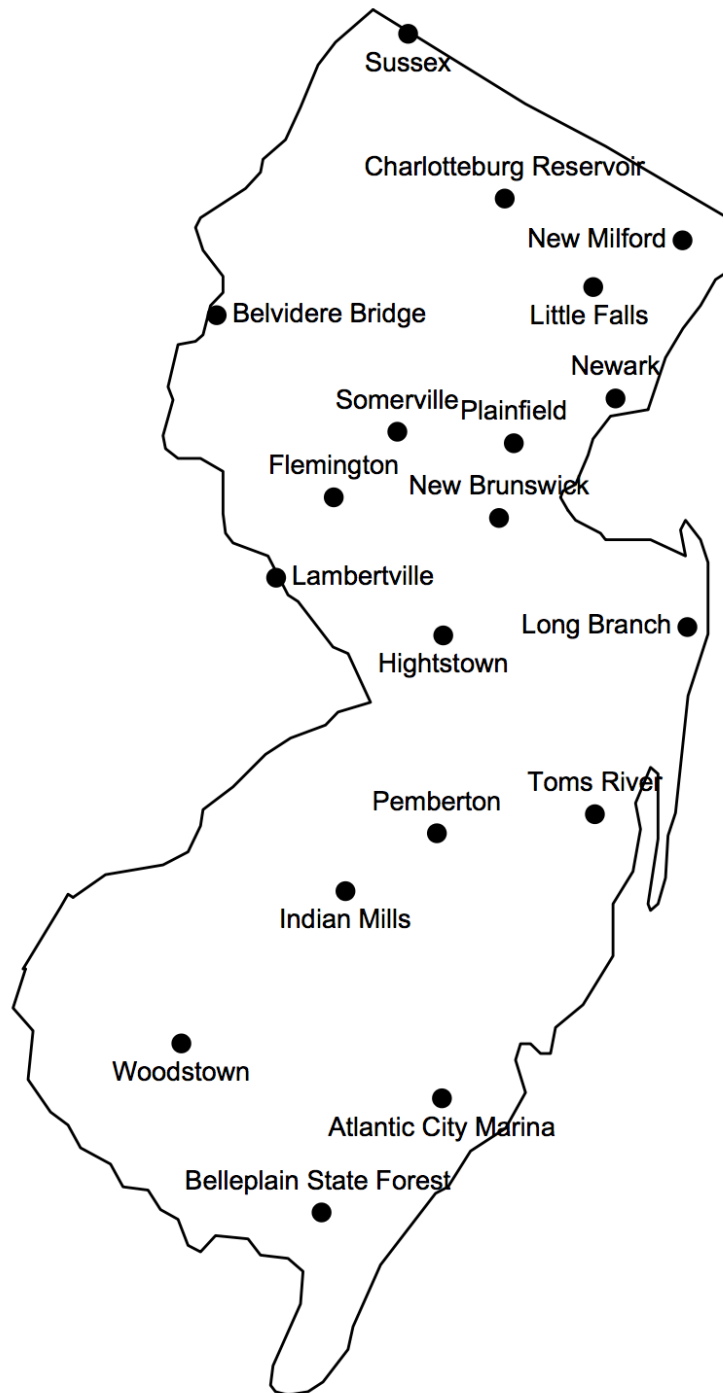 Sussex
Charlotteburg Reservoir
New Milford
Little Falls
Belvidere Bridge
Newark
Somerville
Plainfield
Flemington
New Brunswick
Lambertville
Long Branch
Hightstown
Toms River
Pemberton
Indian Mills
Woodstown
Atlantic City Marina
Belleplain State Forest